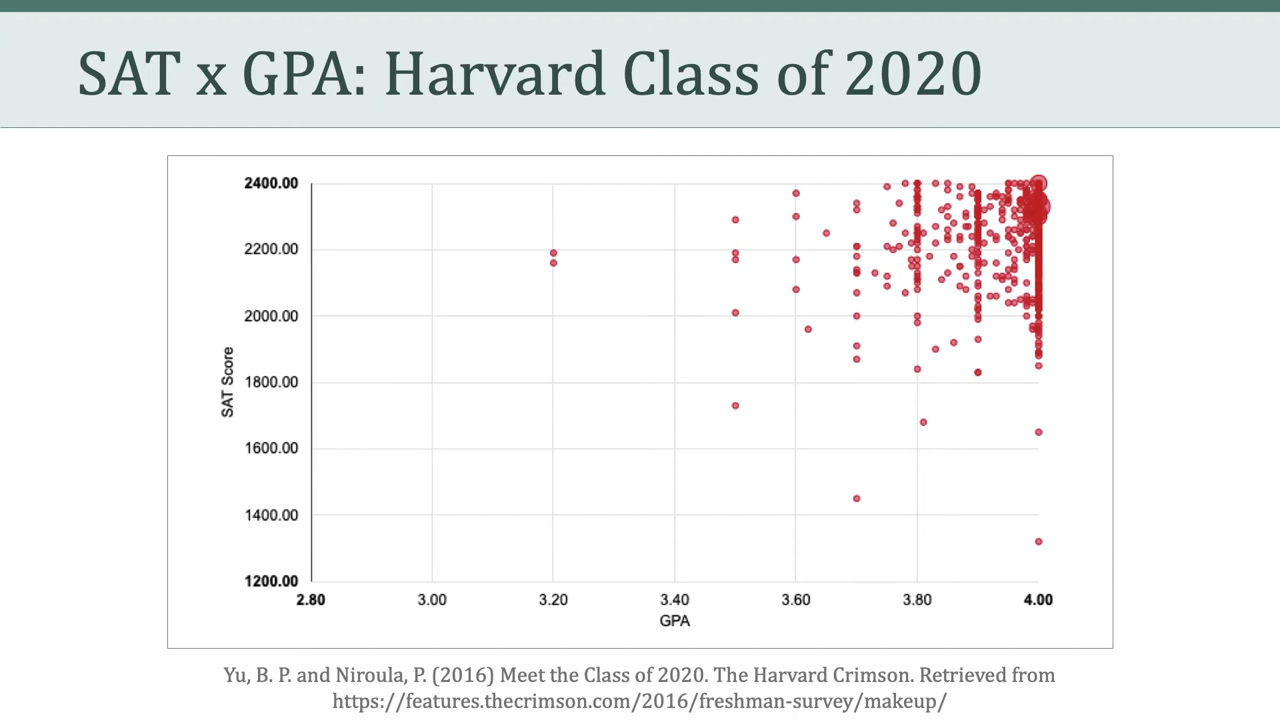 SAT x GPA: Harvard Class of 2020
2400.00
2200.00
2000.00
1800.00
1600.00
1400.00
1200.00
SAT Score
2.80 3.00 3.20 3.40 3.60 3.80 4.00
GPA
Yu, B. P. and Niroula, P. (2016) Meet the Class of 2020. The Harvard Crimson. Retrieved from
https://features.thecrimson.com/2016/freshman-survey/makeup/